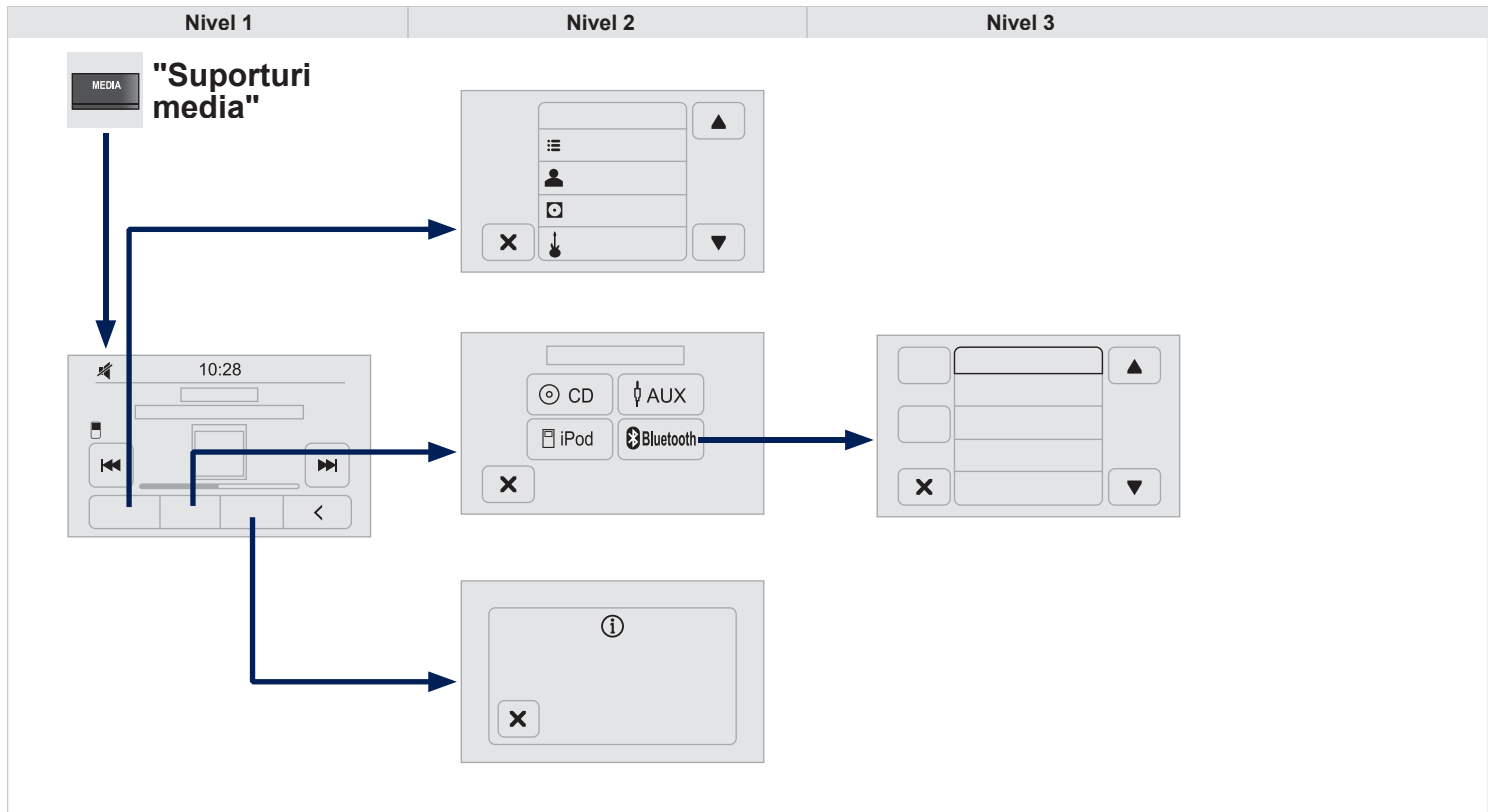 Nivel 1
Nivel 2
Nivel 3
MEDIA
"Suporturi
media"
10:28
CD
AUX
iPod
Bluetooth